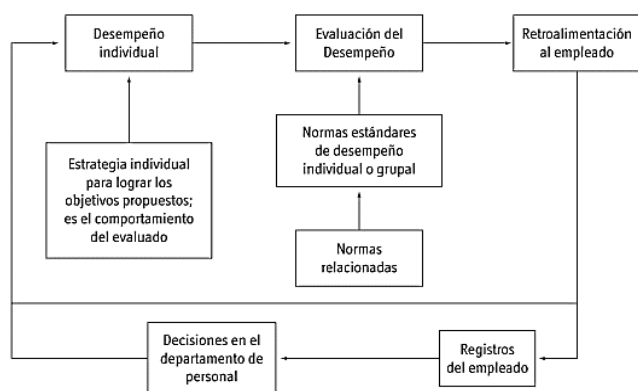 Desempeño
individual
Evaluación del
Desempeño
Retroalimentación
al empleado
Estrategia individual
para lograr los
objetivos propuestos;
es el comportamiento
del evaluado
Normas estándares
de desempeño
individual o grupal
Normas
relacionadas
Decisiones en el
departamento de
personal
Registros
del empleado